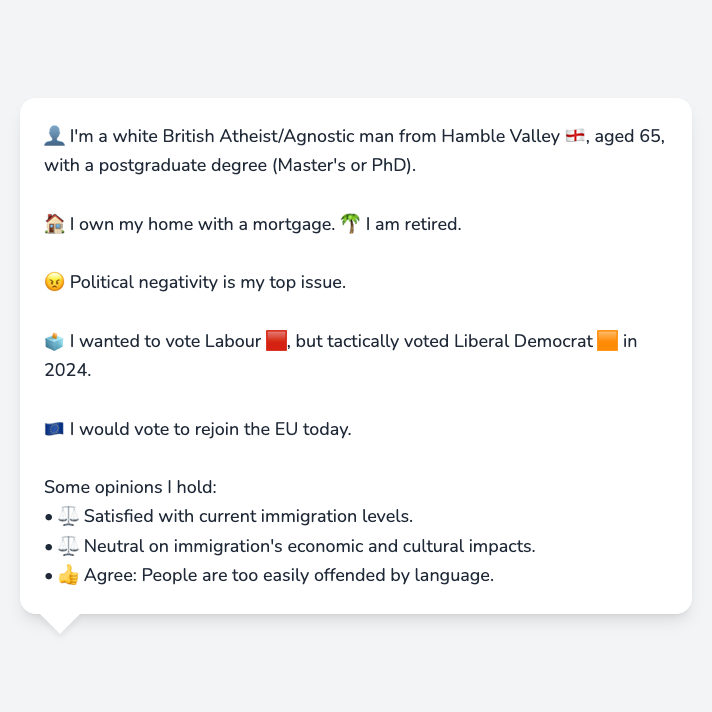 👤 I'm a white British Atheist/Agnostic man from Hamble Valley 🏴󠁧󠁢󠁥󠁮󠁧󠁿, aged 65,
with a postgraduate degree (Master's or PhD).
🏠 I own my home with a mortgage. 🌴 I am retired.
😠 Political negativity is my top issue.
🗳️ I wanted to vote Labour 🟥, but tactically voted Liberal Democrat 🟧 in
2024.
🇪🇺 I would vote to rejoin the EU today.
Some opinions I hold:
• ⚖️ Satisfied with current immigration levels.
• ⚖️ Neutral on immigration's economic and cultural impacts.
• 👍 Agree: People are too easily offended by language.